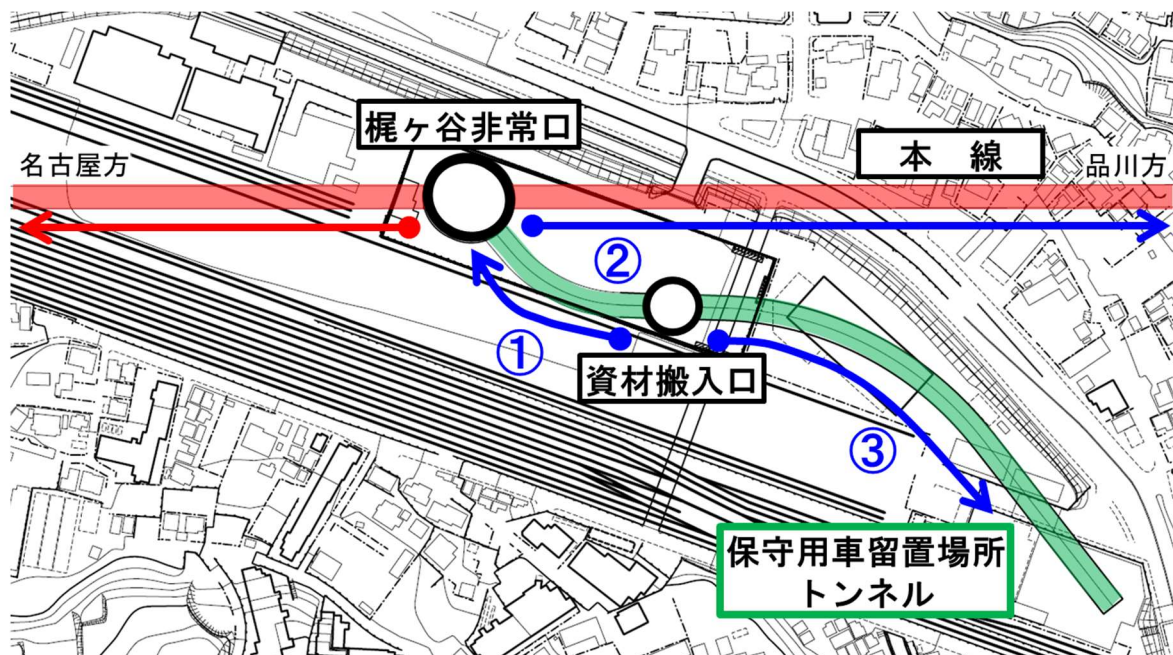 梶ヶ谷非常口
本　線
名古屋方
品川方
②
①
資材搬入口
③
保守用車留置場所
トンネル